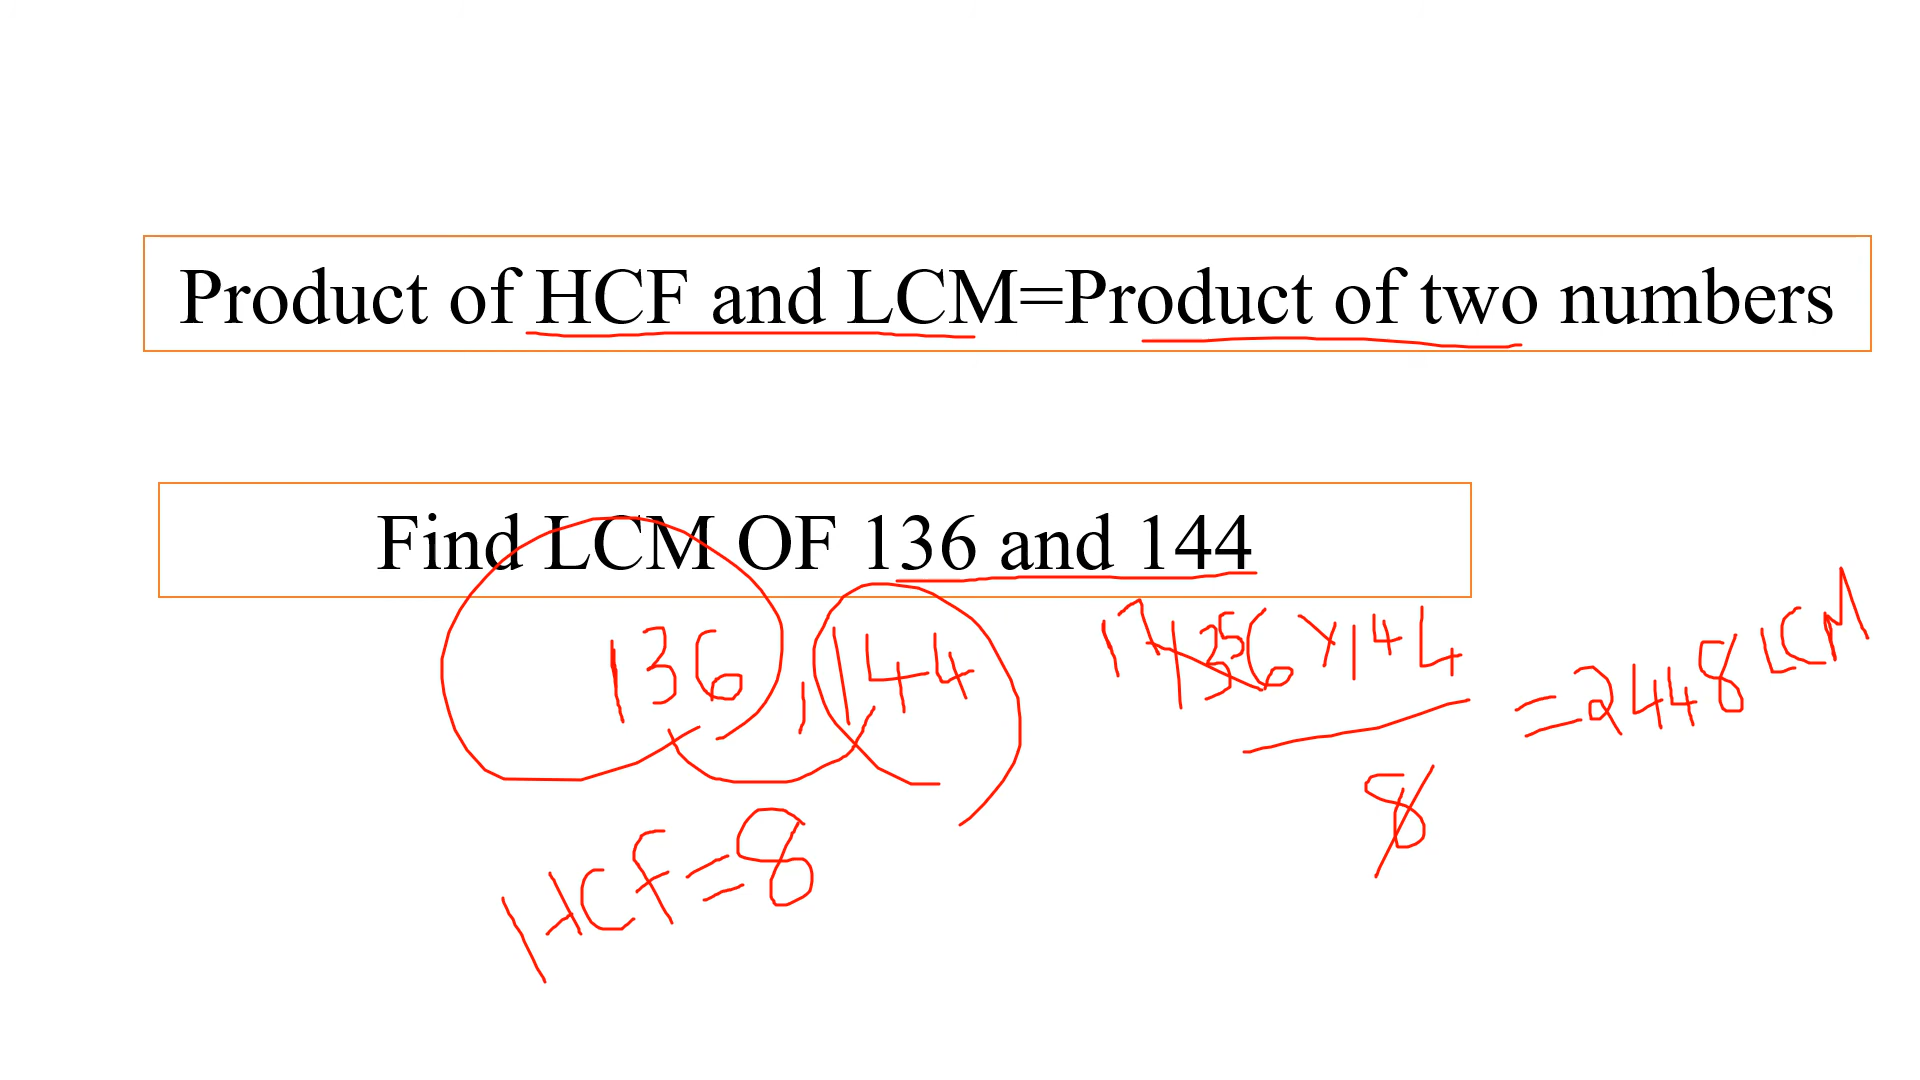 Product of HCF and LCM=Product of two numbers
Find LCM OF 136 and 144
136 , 144
HCF=8
17 136 x 144
8
=2448 LCM